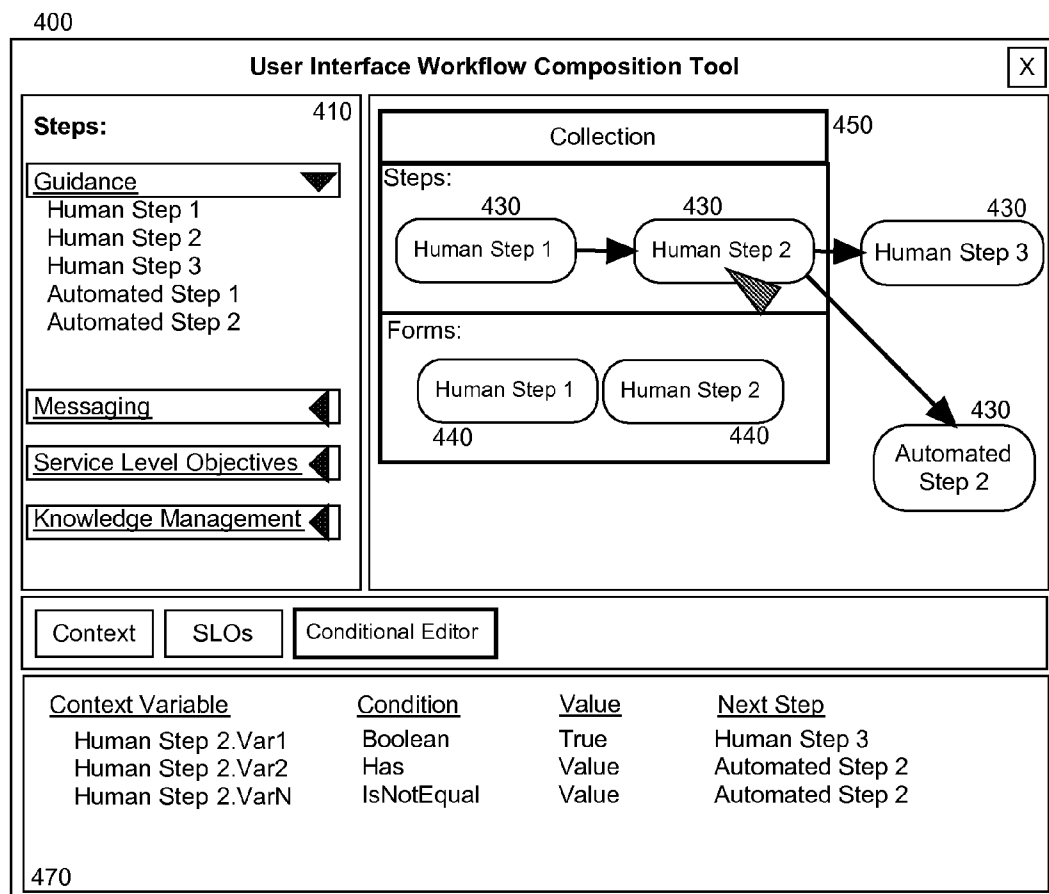 400
User Interface Workflow Composition Tool
X
410
Steps:
Guidance
Human Step 1
Human Step 2
Human Step 3
Automated Step 1
Automated Step 2
Messaging
Service Level Objectives
Knowledge Management
Collection
450
Steps:
430
430
430
Human Step 1
Human Step 2
Human Step 3
Forms:
Human Step 1
Human Step 2
440
440
430
Automated
Step 2
Context
SLOs
Conditional Editor
Context Variable Condition Value Next Step
Human Step 2.Var1 Boolean True Human Step 3
Human Step 2.Var2 Has Value Automated Step 2
Human Step 2.VarN IsNotEqual Value Automated Step 2
470